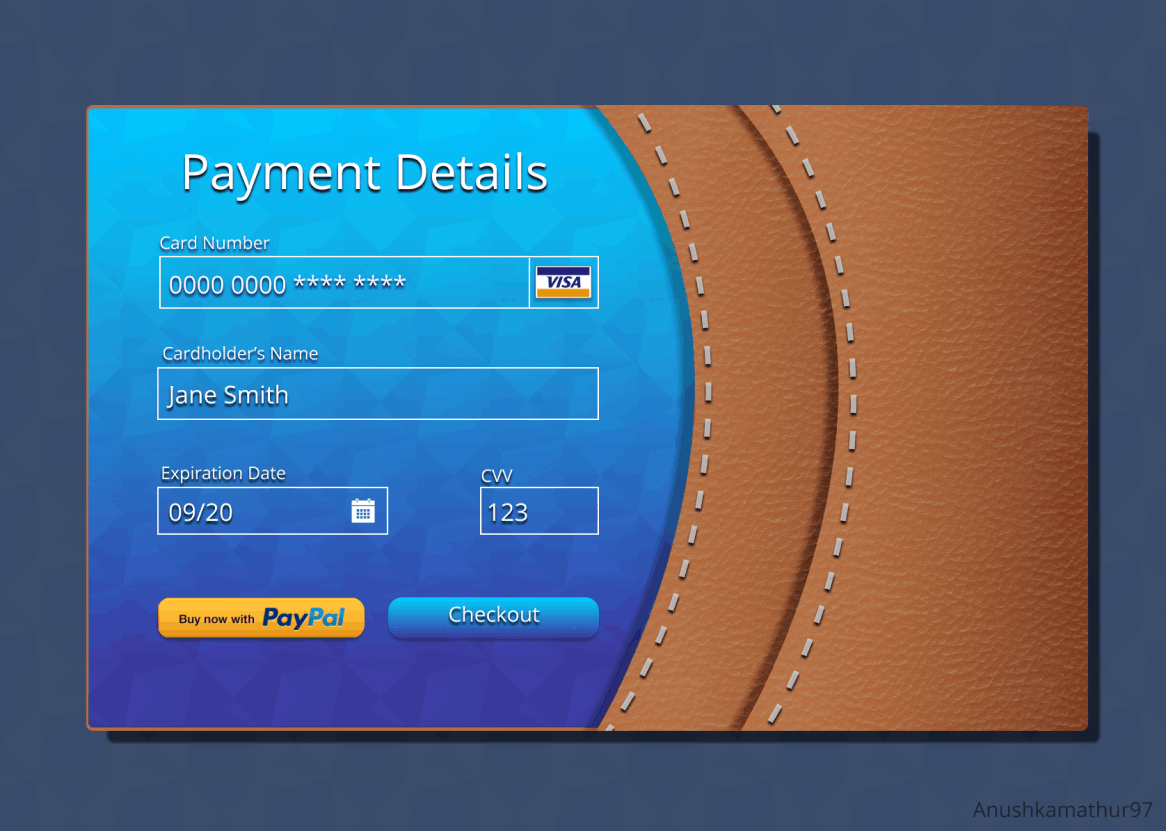 Payment Details
Card Number
0000 0000 **** ****
VISA
Cardholder's Name
Jane Smith
Expiration Date
CVV
09/20
123
Buy now with PayPal
Checkout
Anushkamathur97